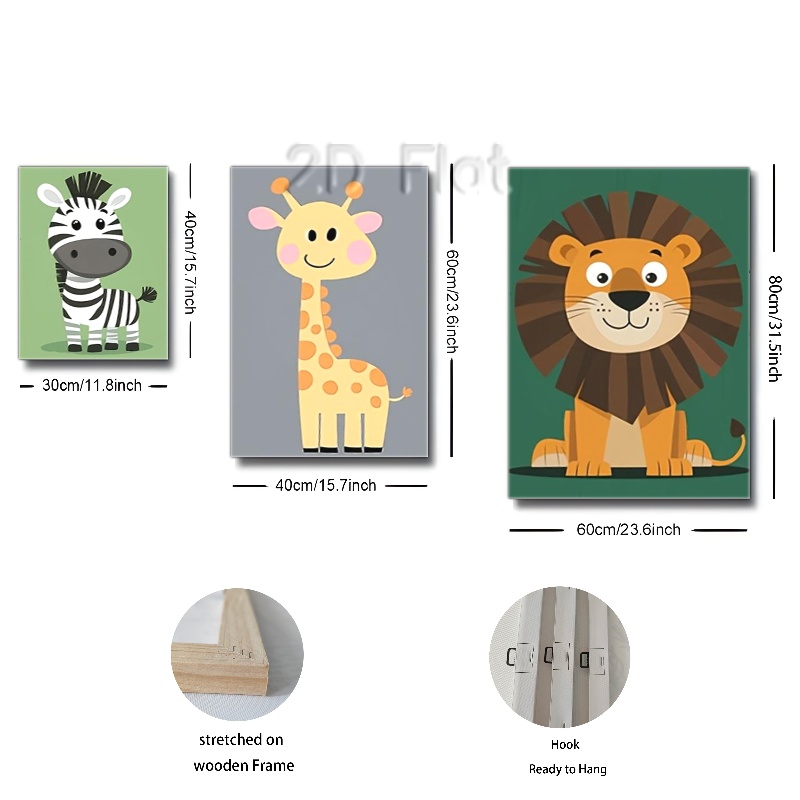 2D Flat
40cm/15.7inch
60cm/23.6inch
80cm/31.5inch
30cm/11.8inch
40cm/15.7inch
60cm/23.6inch
stretched on
wooden Frame
Hook
Ready to Hang